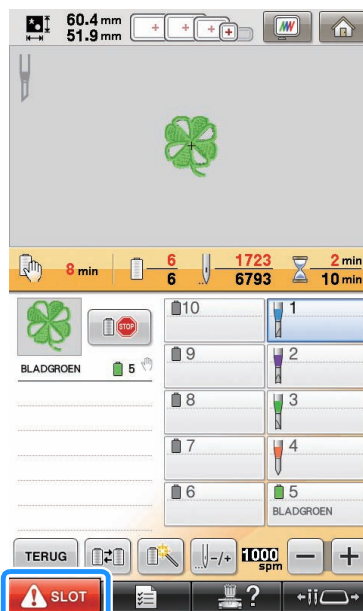 60.4 mm
51.9 mm
8 min
6
6
1723
6793
2 min
10 min
STOP
BLADGROEN
5
10
1
9
2
8
3
7
4
6
5
BLADGROEN
TERUG
-/+
1000
spm
SLOT
?